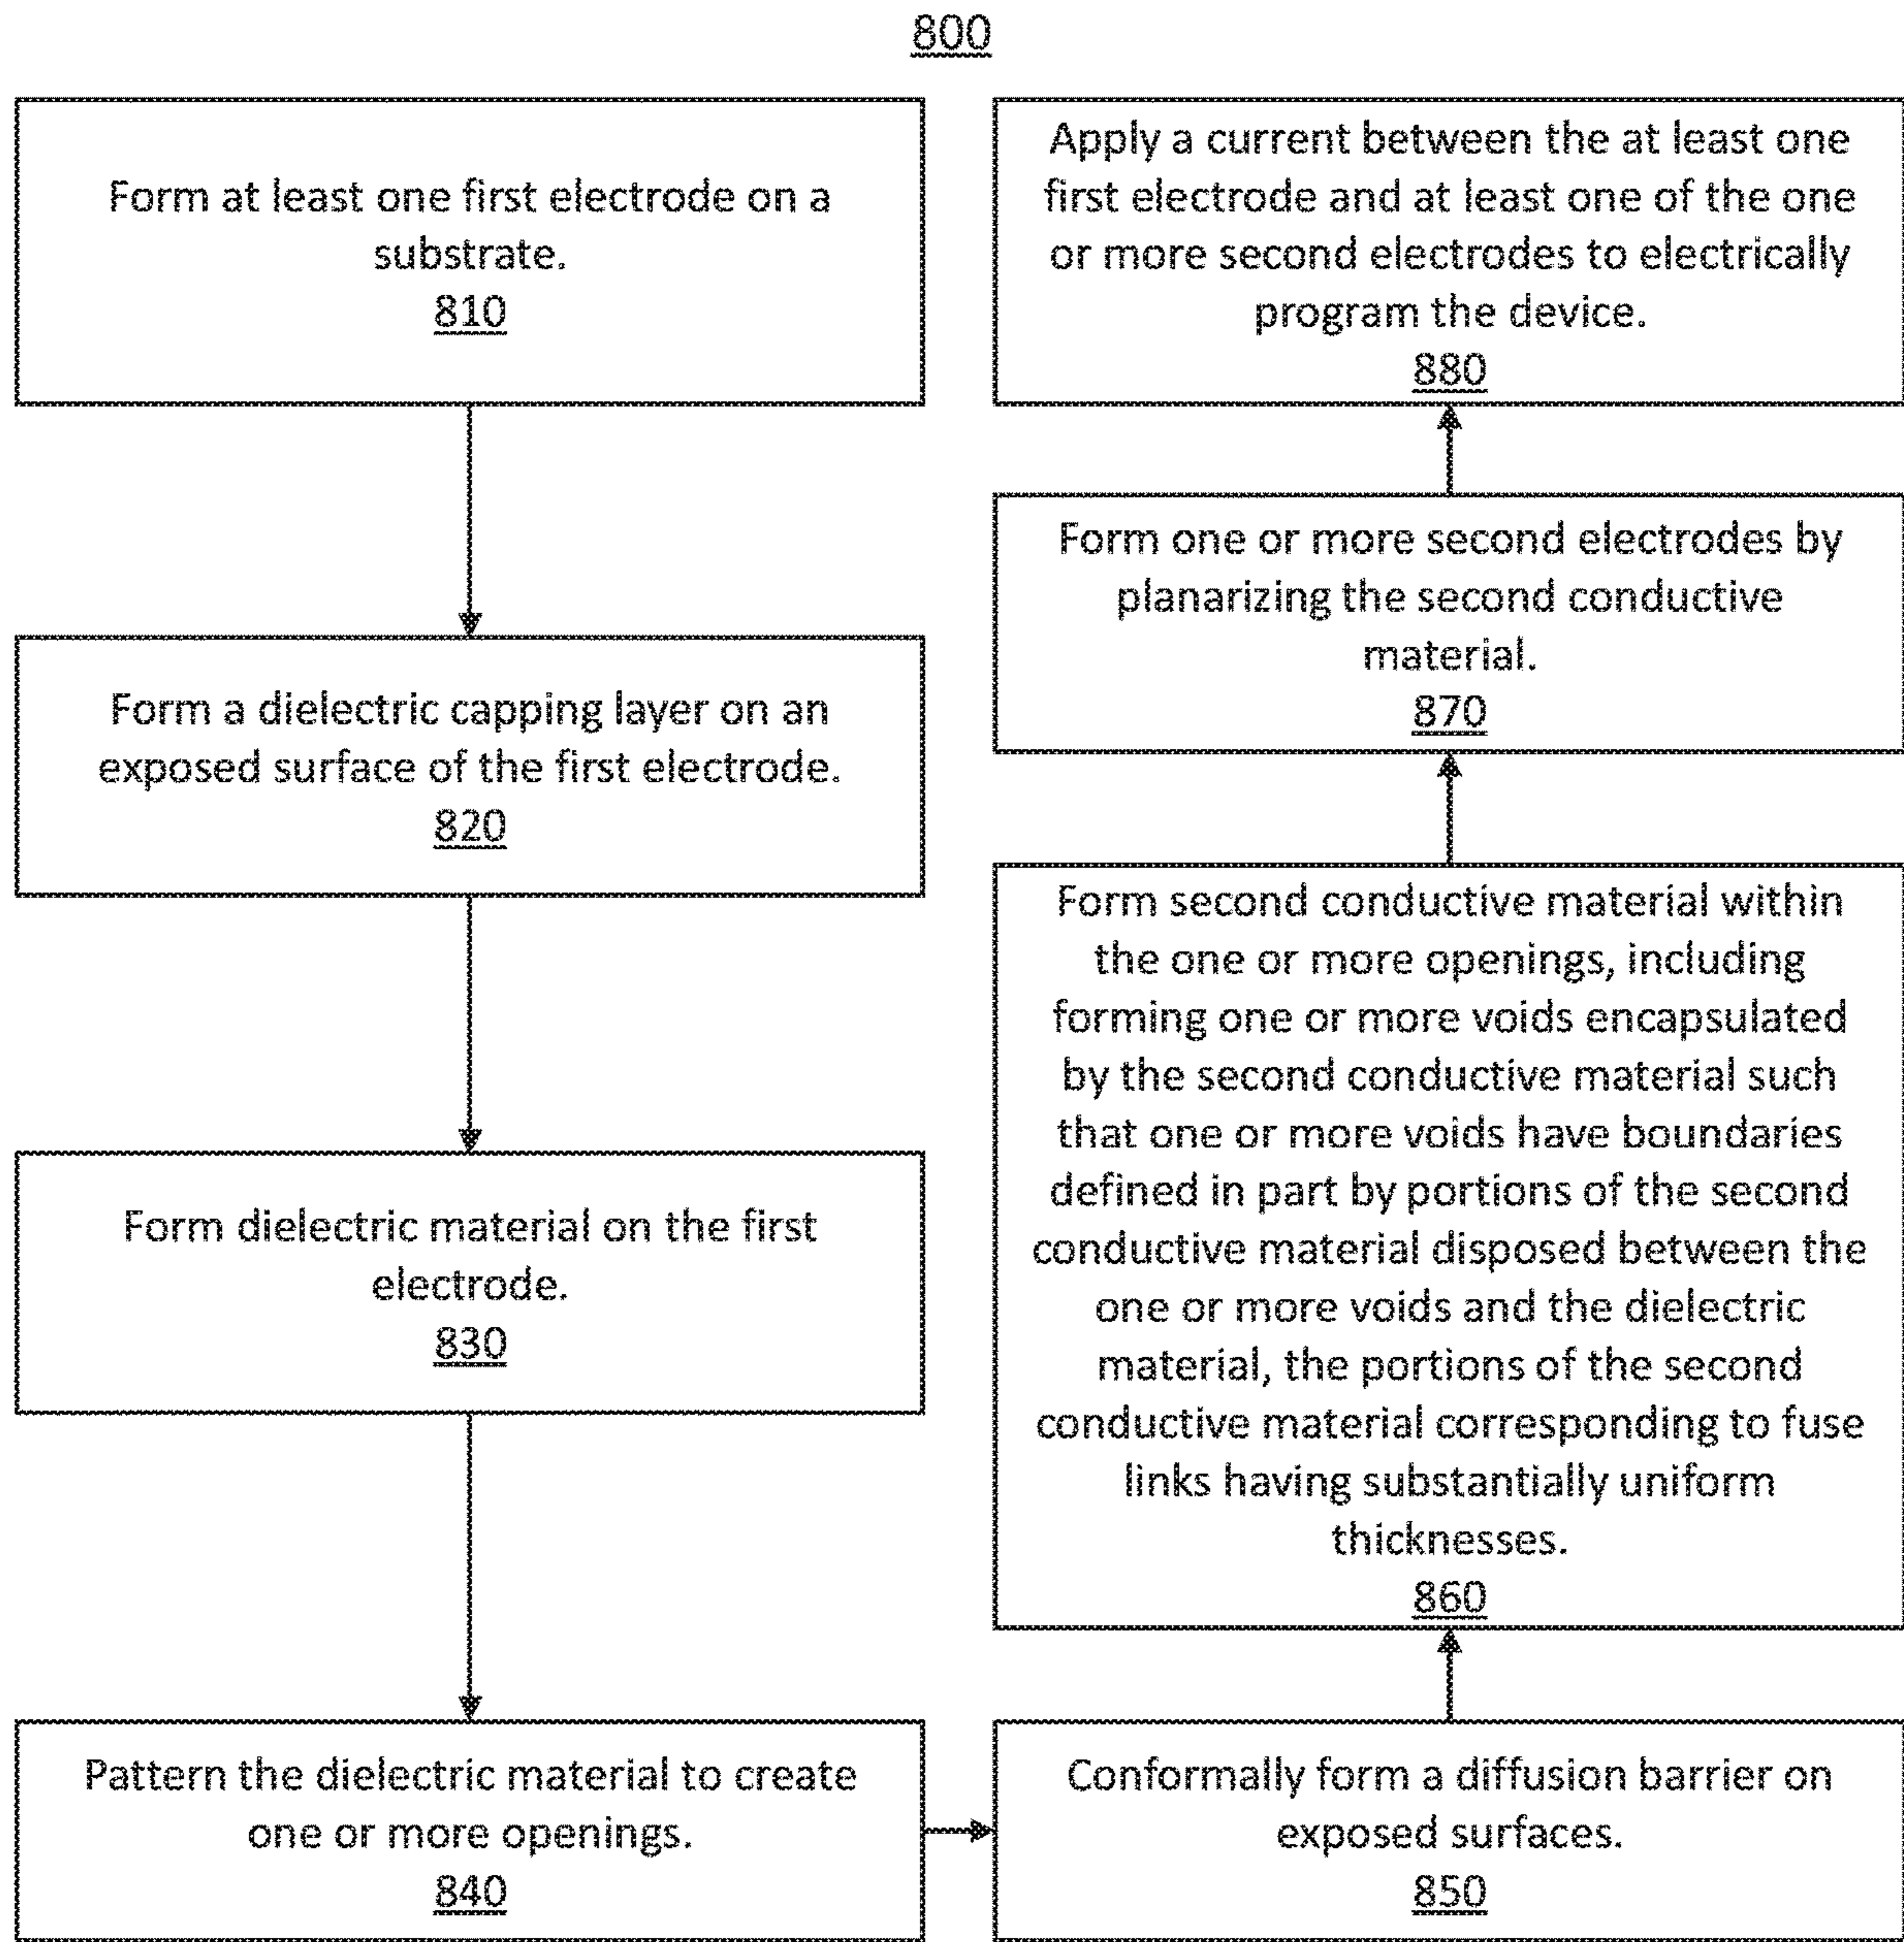 800
Form at least one first electrode on a
substrate.
810
Form a dielectric capping layer on an
exposed surface of the first electrode.
820
Form dielectric material on the first
electrode.
830
Pattern the dielectric material to create
one or more openings.
840
Conformally form a diffusion barrier on
exposed surfaces.
850
Form second conductive material within
the one or more openings, including
forming one or more voids encapsulated
by the second conductive material such
that one or more voids have boundaries
defined in part by portions of the second
conductive material disposed between the
one or more voids and the dielectric
material, the portions of the second
conductive material corresponding to fuse
links having substantially uniform
thicknesses.
860
Form one or more second electrodes by
planarizing the second conductive
material.
870
Apply a current between the at least one
first electrode and at least one of the one
or more second electrodes to electrically
program the device.
880